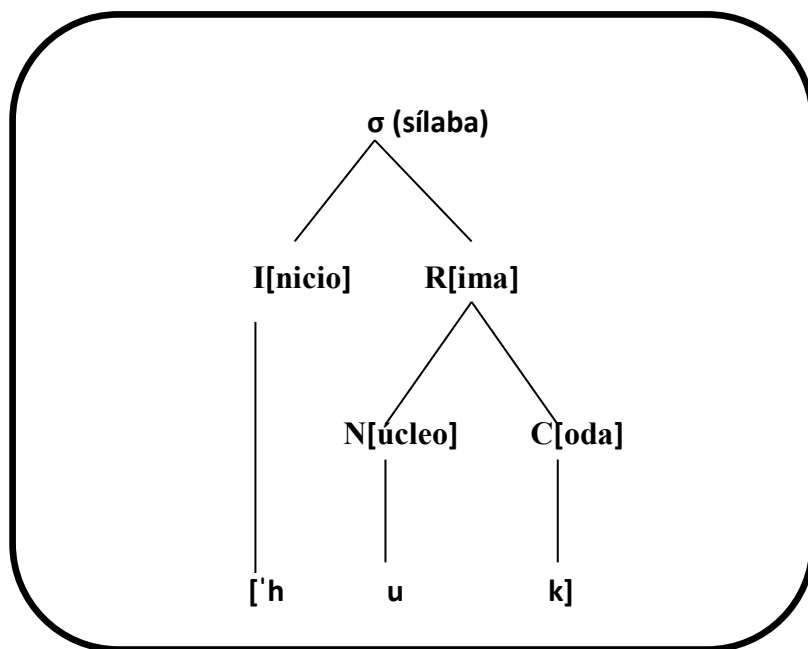 σ (sílaba)
I[nicio] R[ima]
N[úcleo] C[oda]
[ˈh u k]